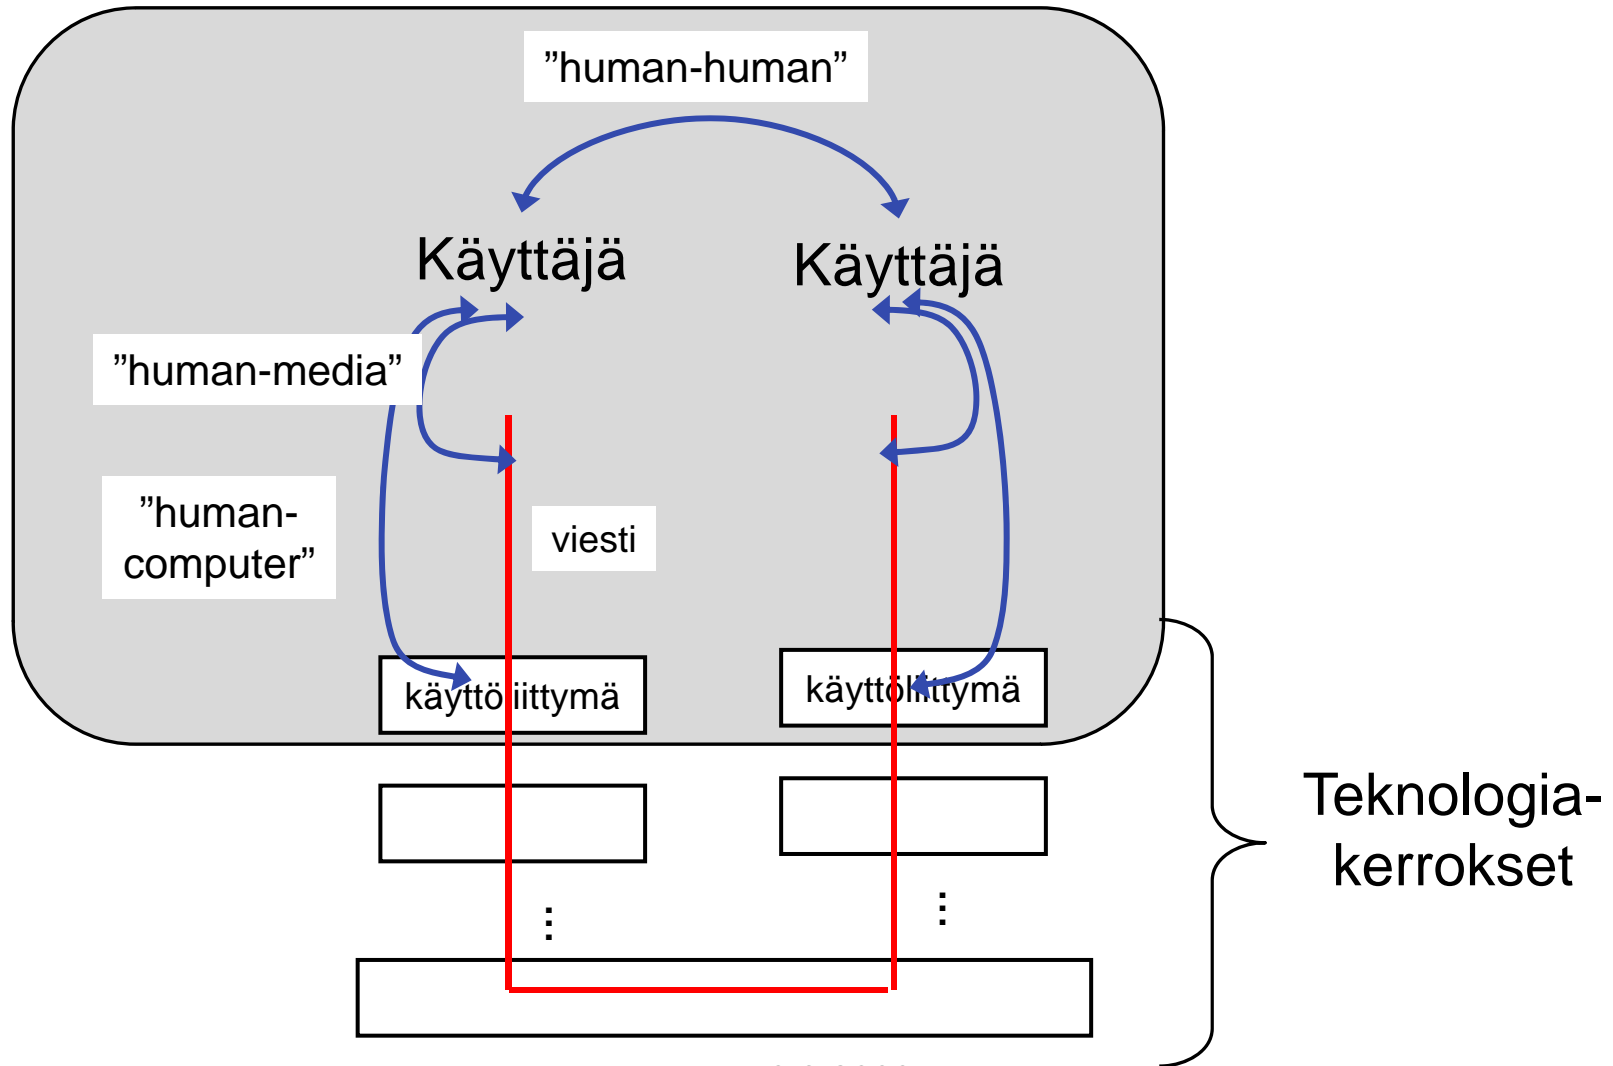 ”human-human”
Käyttäjä
Käyttäjä
”human-media”
”human-
computer”
viesti
käyttöliittymä
käyttöliittymä
Teknologia-
kerrokset